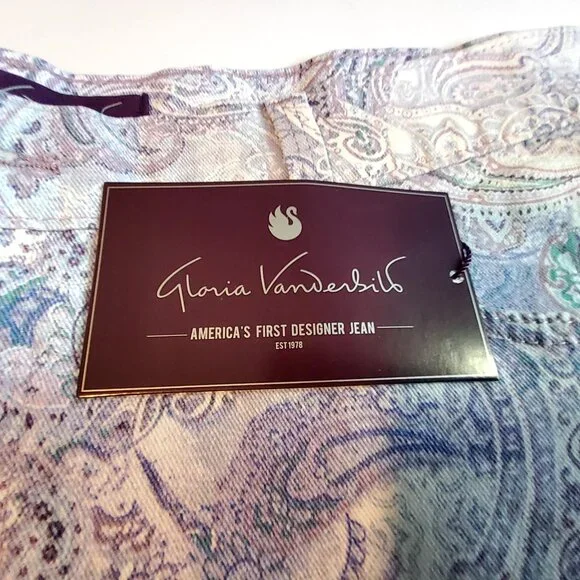 Gloria Vanderbilt
AMERICA'S FIRST DESIGNER JEAN
EST 1978